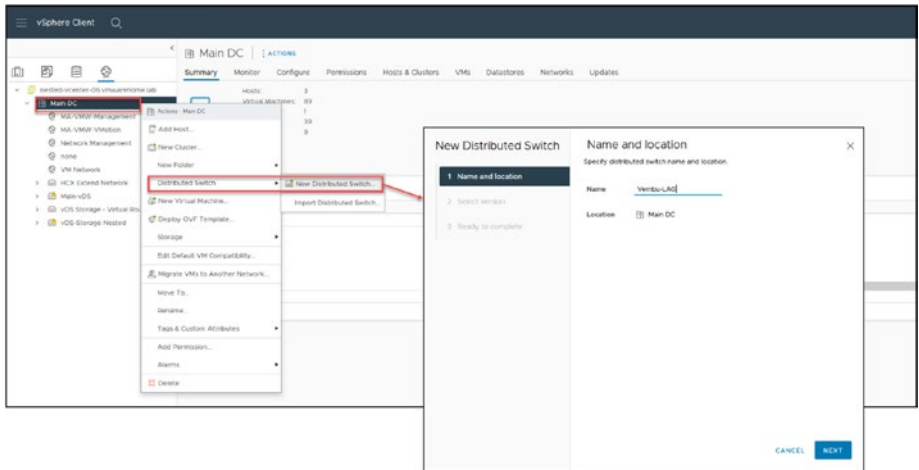 vSphere Client
Main DC
ACTIONS
Summary Monitor Configure Permissions Hosts & Clusters VMs Datastores Networks Updates
Hosts: 3
Virtual Machines: 89
1
39
9
Main DC
MA-VMW-Management
MA-VMW-VMotion
Network Management
none
VM Network
HCX Extend Network
Main-vDS
vDS Storage - Virtual
vDS-Storage-Nested
Actions - Main DC
Add Host...
New Cluster...
New Folder
Distributed Switch
New Virtual Machine...
Deploy OVF Template...
Storage
Edit Default VM Compatibility...
Migrate VMs to Another Network...
Move To...
Rename...
Tags & Custom Attributes
Add Permission...
Alarms
Delete
New Distributed Switch...
Import Distributed Switch...
New Distributed Switch
1 Name and location
2 Select version
3 Ready to complete
Name and location
Specify distributed switch name and location.
Name Vembu-LAG
Location Main DC
CANCEL NEXT